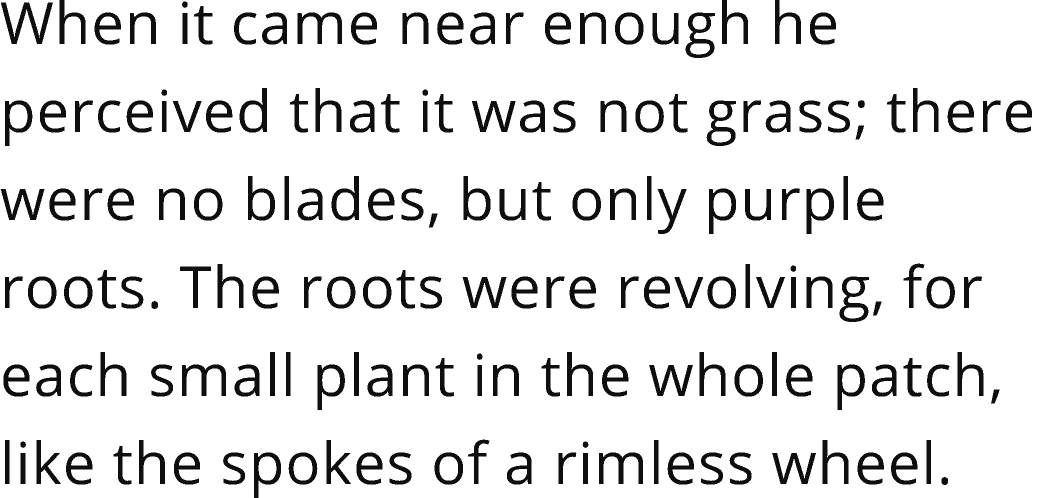 When it came near enough he
perceived that it was not grass; there
were no blades, but only purple
roots. The roots were revolving, for
each small plant in the whole patch,
like the spokes of a rimless wheel.